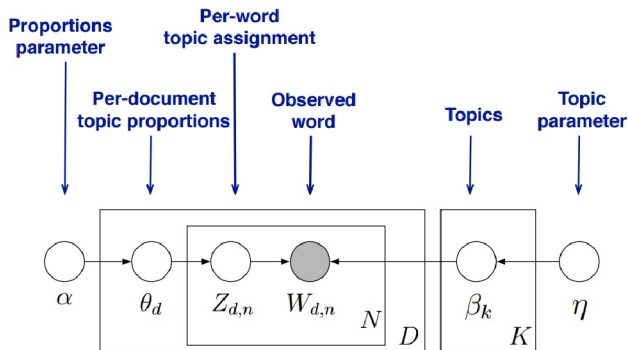 Proportions
parameter
Per-word
topic assignment
Per-document
topic proportions
Observed
word
Topics
Topic
parameter
α
θ_d
Z_{d,n}
W_{d,n}
N
D
β_k
K
η